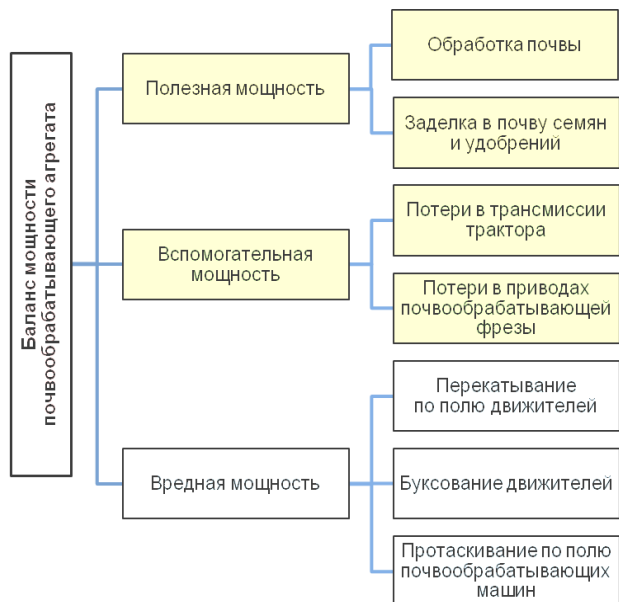 Баланс мощности
почвообрабатывающего агрегата
Полезная мощность
Обработка почвы
Заделка в почву семян
и удобрений
Вспомогательная
мощность
Потери в трансмиссии
трактора
Потери в приводах
почвообрабатывающей
фрезы
Вредная мощность
Перекатывание
по полю движителей
Буксование движителей
Протаскивание по полю
почвообрабатывающих
машин